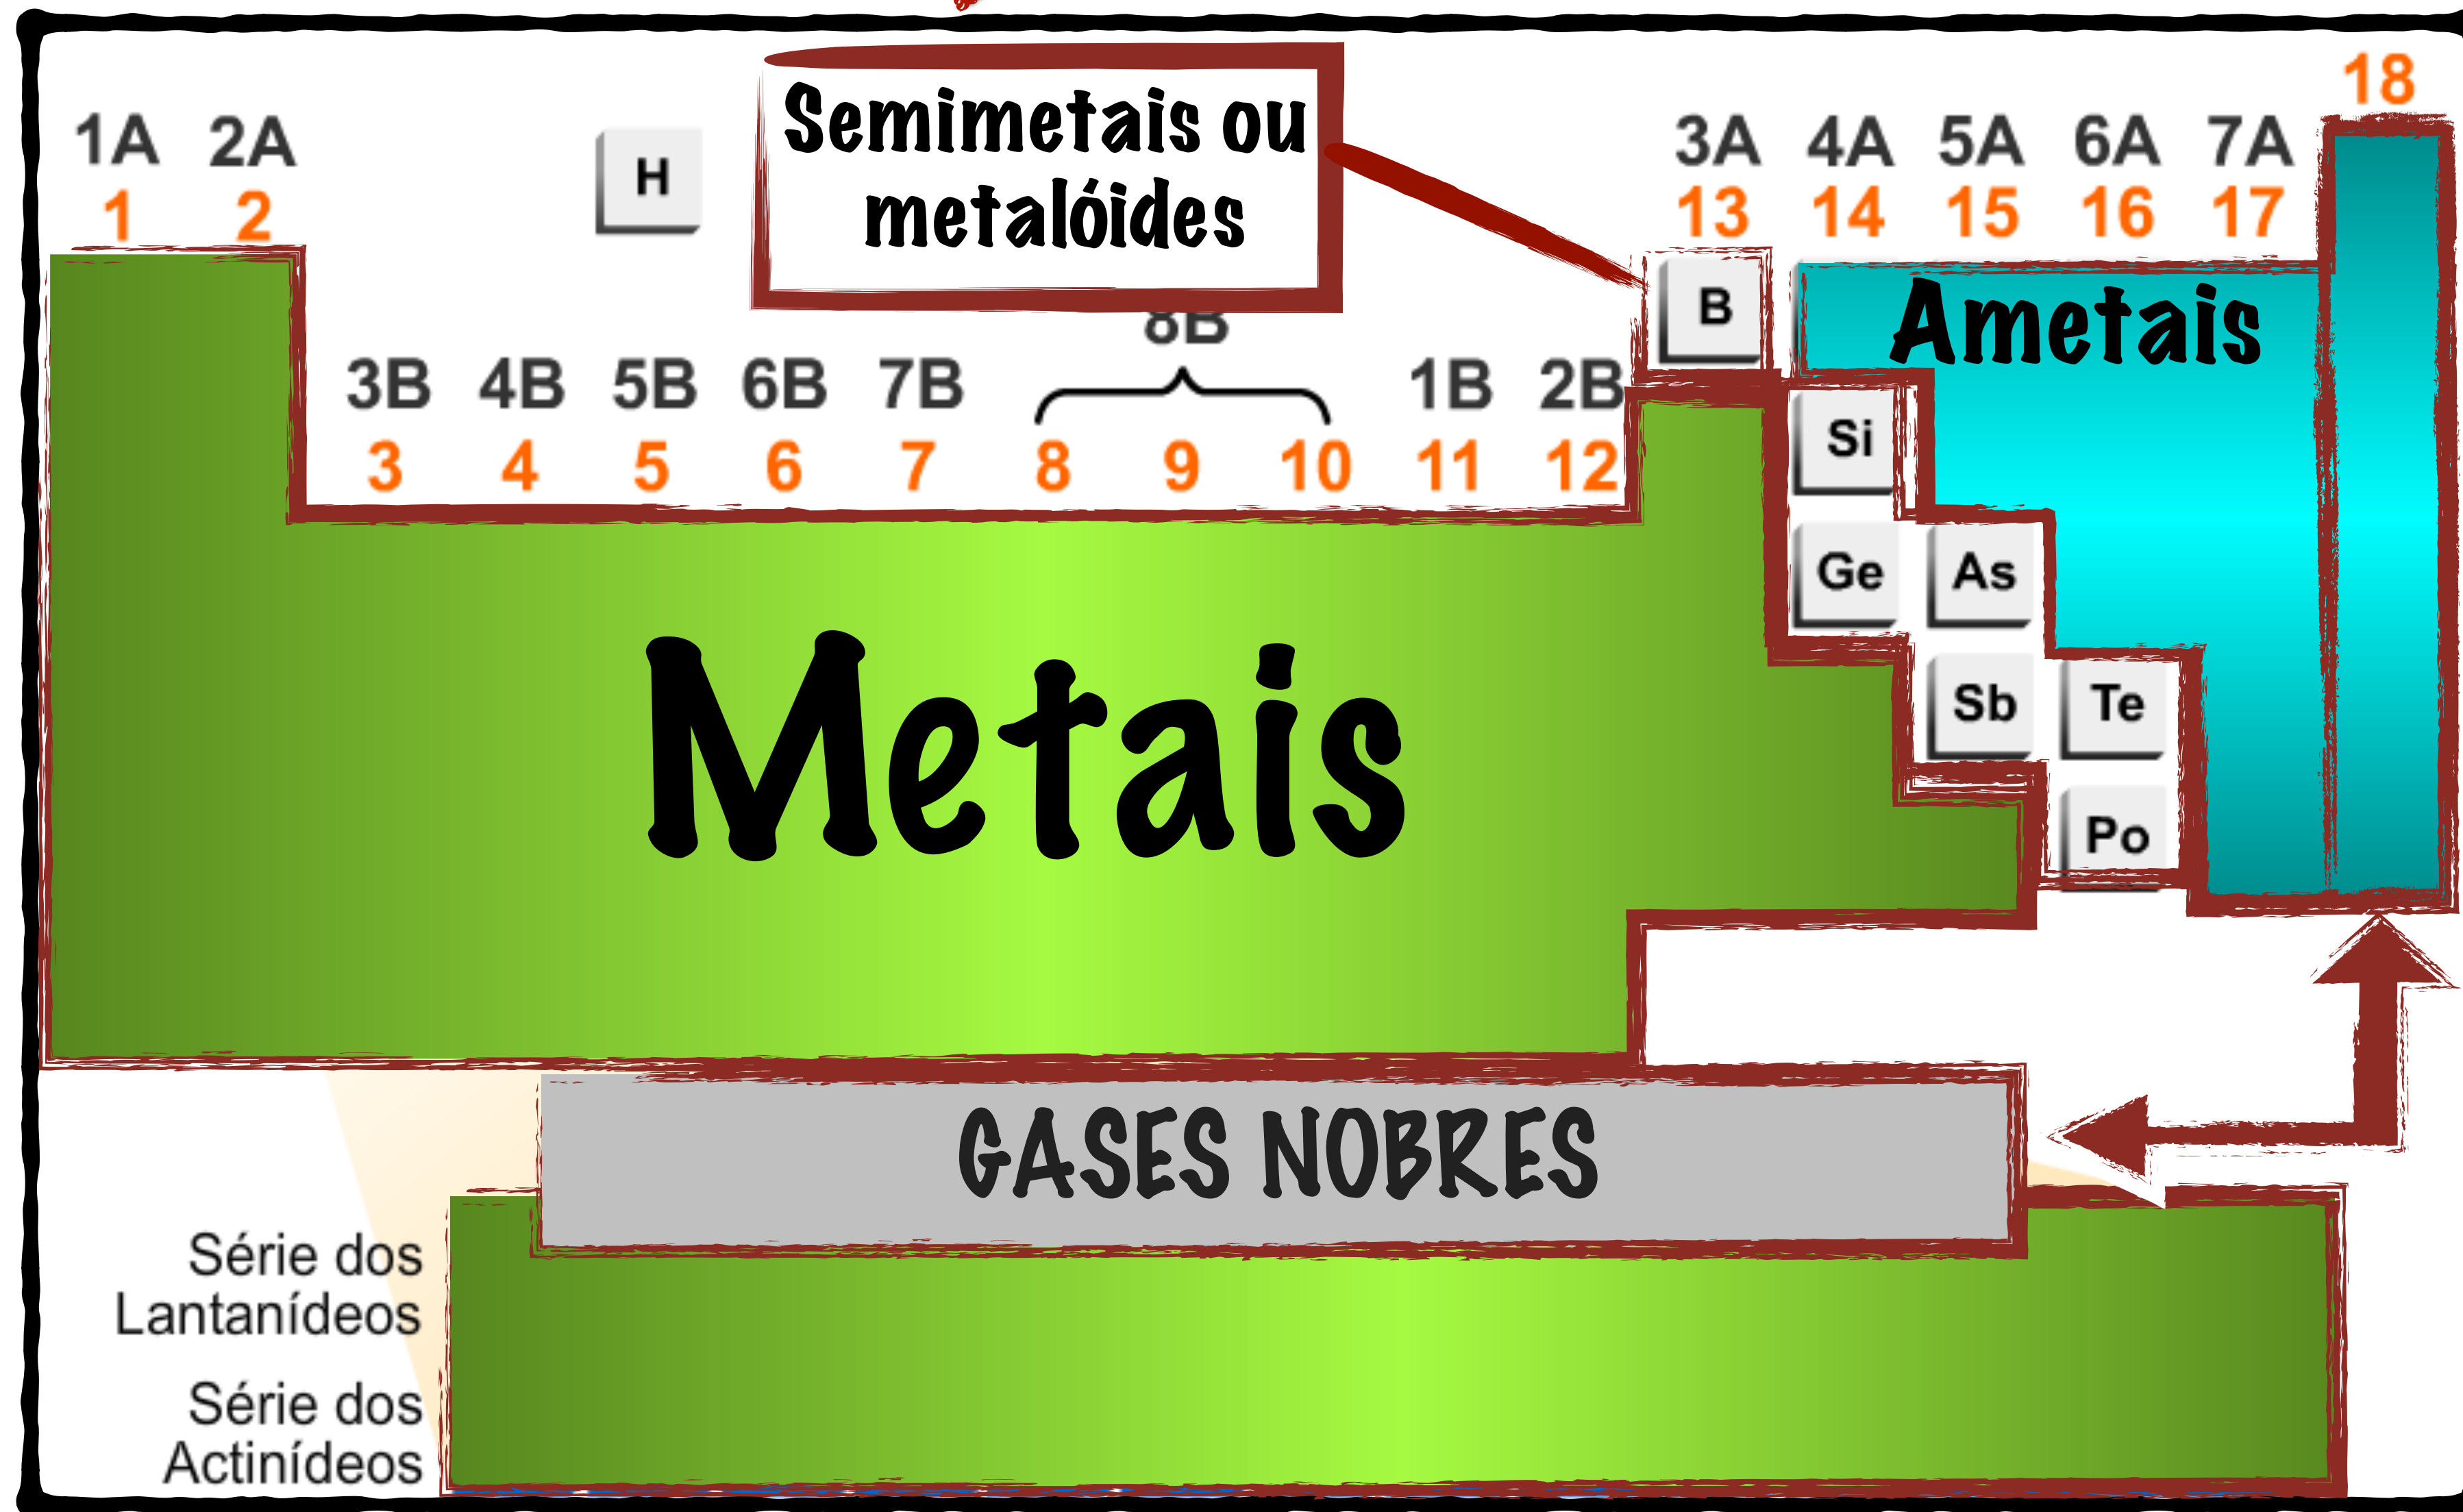 18
1A 2A
1 2
H
Semimetais ou
metalóides
3A 4A 5A 6A 7A
13 14 15 16 17
B
Ametais
8B
3B 4B 5B 6B 7B
1B 2B
3 4 5 6 7 8 9 10 11 12
Si
Ge As
Sb Te
Po
Metais
GASES NOBRES
Série dos
Lantanídeos
Série dos
Actinídeos